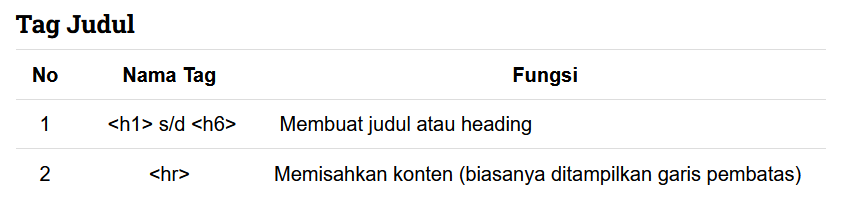 Tag Judul
No Nama Tag Fungsi
1 <h1> s/d <h6> Membuat judul atau heading
2 <hr> Memisahkan konten (biasanya ditampilkan garis pembatas)